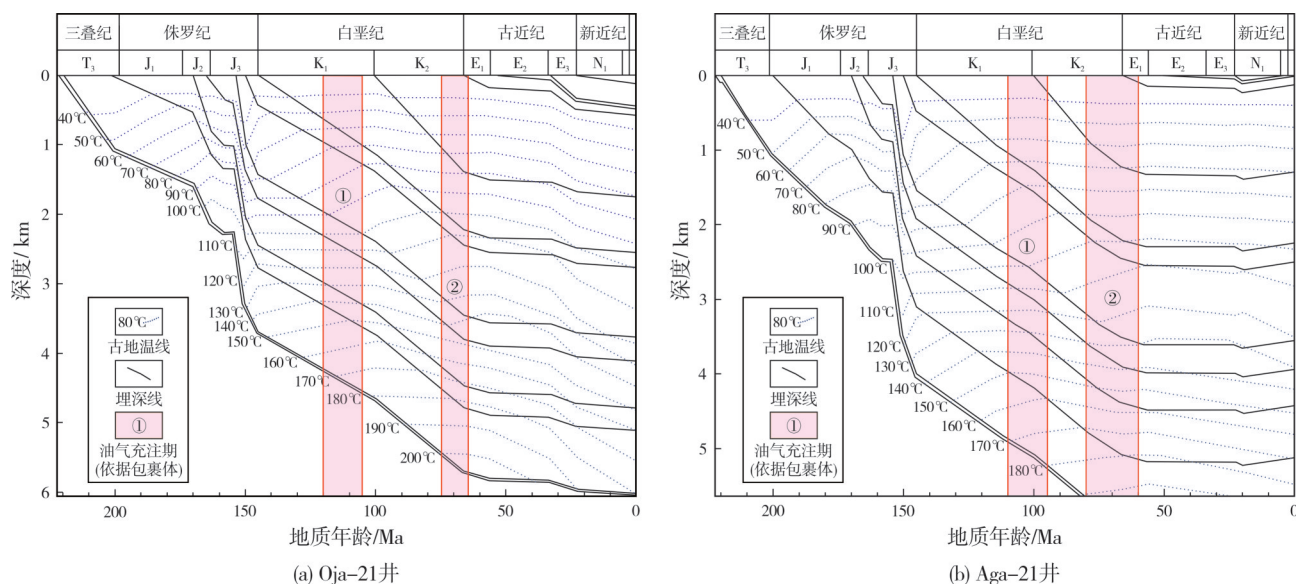 三叠纪 侏罗纪 白垩纪 古近纪 新近纪
T₃ J₁ J₂ J₃ K₁ K₂ E₁ E₂ E₃ N₁
0
1
2
3
4
5
6
深度/km
40℃
50℃
60℃
70℃
80℃
90℃
100℃
110℃
120℃
130℃
140℃
150℃
160℃
170℃
180℃
190℃
200℃
①
②
80℃
古地温线
埋深线
①
油气充注期
(依据包裹体)
200 150 100 50 0
地质年龄/Ma
(a) Oja-21井
三叠纪 侏罗纪 白垩纪 古近纪 新近纪
T₃ J₁ J₂ J₃ K₁ K₂ E₁ E₂ E₃ N₁
0
1
2
3
4
5
深度/km
40℃
50℃
60℃
70℃
80℃
90℃
100℃
110℃
120℃
130℃
140℃
150℃
160℃
170℃
180℃
①
②
80℃
古地温线
埋深线
①
油气充注期
(依据包裹体)
200 150 100 50 0
地质年龄/Ma
(b) Aga-21井